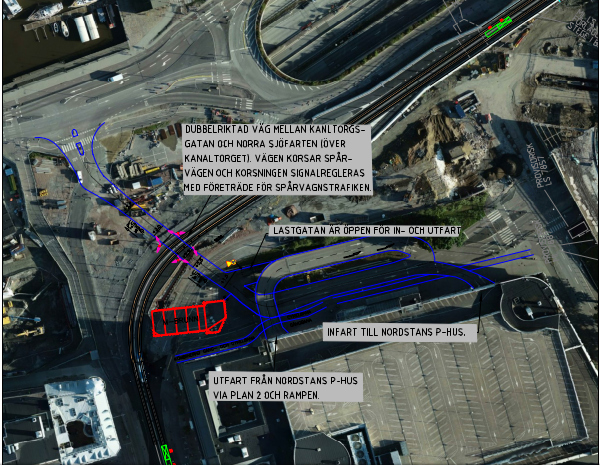 DUBBELRIKTAD VÄG MELLAN KANLTORGS-
GATAN OCH NORRA SJÖFARTEN (ÖVER
KANALTORGET). VÄGEN KORSAR SPÅR-
VÄGEN OCH KORSNINGEN SIGNALREGLERAS
MED FÖRETRÄDE FÖR SPÅRVAGNSTRAFIKEN.
LASTGATAN ÄR ÖPPEN FÖR IN- OCH UTFART
INFART TILL NORDSTANS P-HUS.
UTFART FRÅN NORDSTANS P-HUS
VIA PLAN 2 OCH RAMPEN.